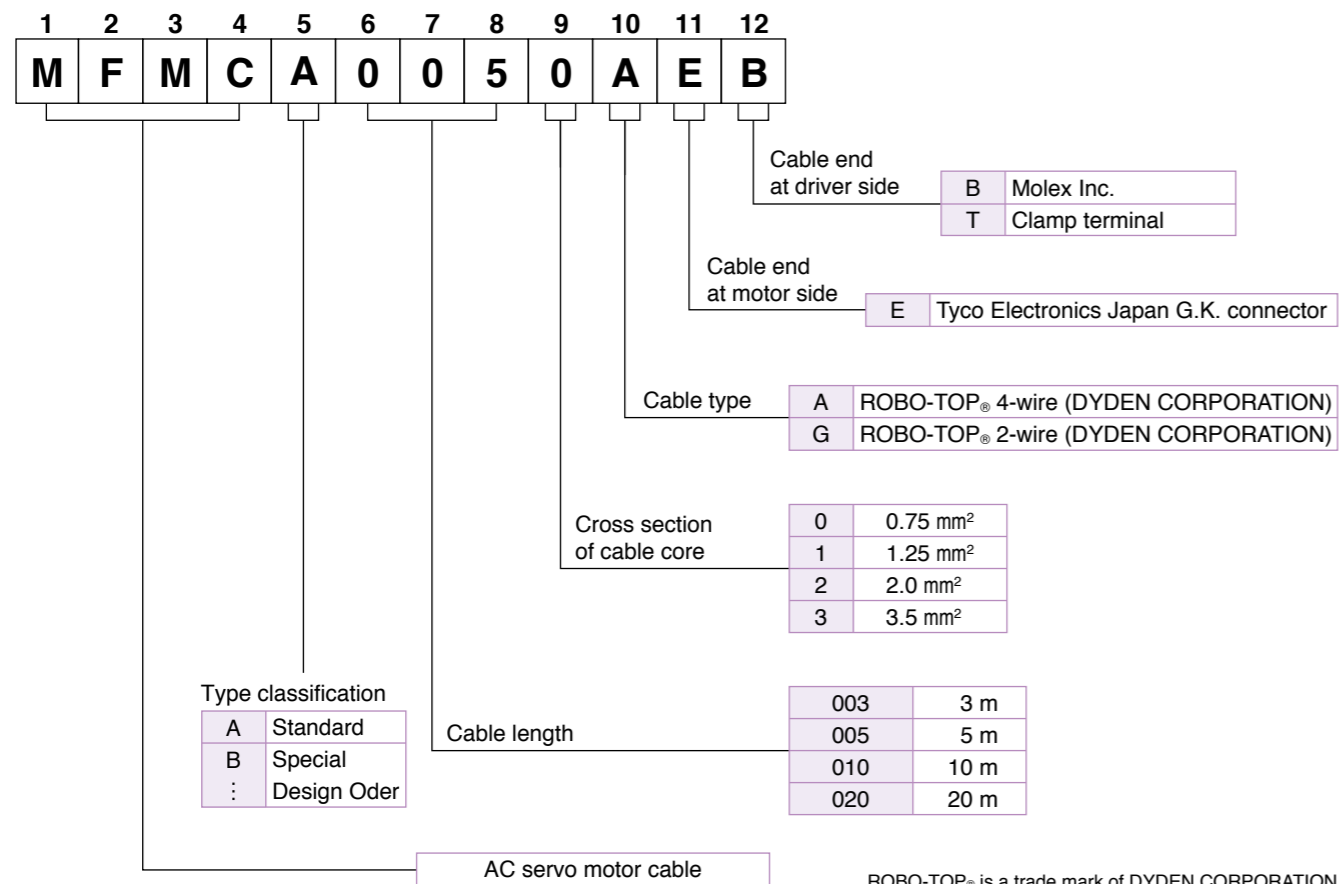 1 2 3 4 5 6 7 8 9 10 11 12
M F M C A 0 0 5 0 A E B
Cable end
at driver side
B Molex Inc.
T Clamp terminal
Cable end
at motor side
E Tyco Electronics Japan G.K. connector
Cable type
A ROBO-TOP® 4-wire (DYDEN CORPORATION)
G ROBO-TOP® 2-wire (DYDEN CORPORATION)
Cross section
of cable core
0 0.75 mm²
1 1.25 mm²
2 2.0 mm²
3 3.5 mm²
Type classification
A Standard
B Special
⋮ Design Oder
Cable length
003 3 m
005 5 m
010 10 m
020 20 m
AC servo motor cable
ROBO-TOP® is a trade mark of DYDEN CORPORATION